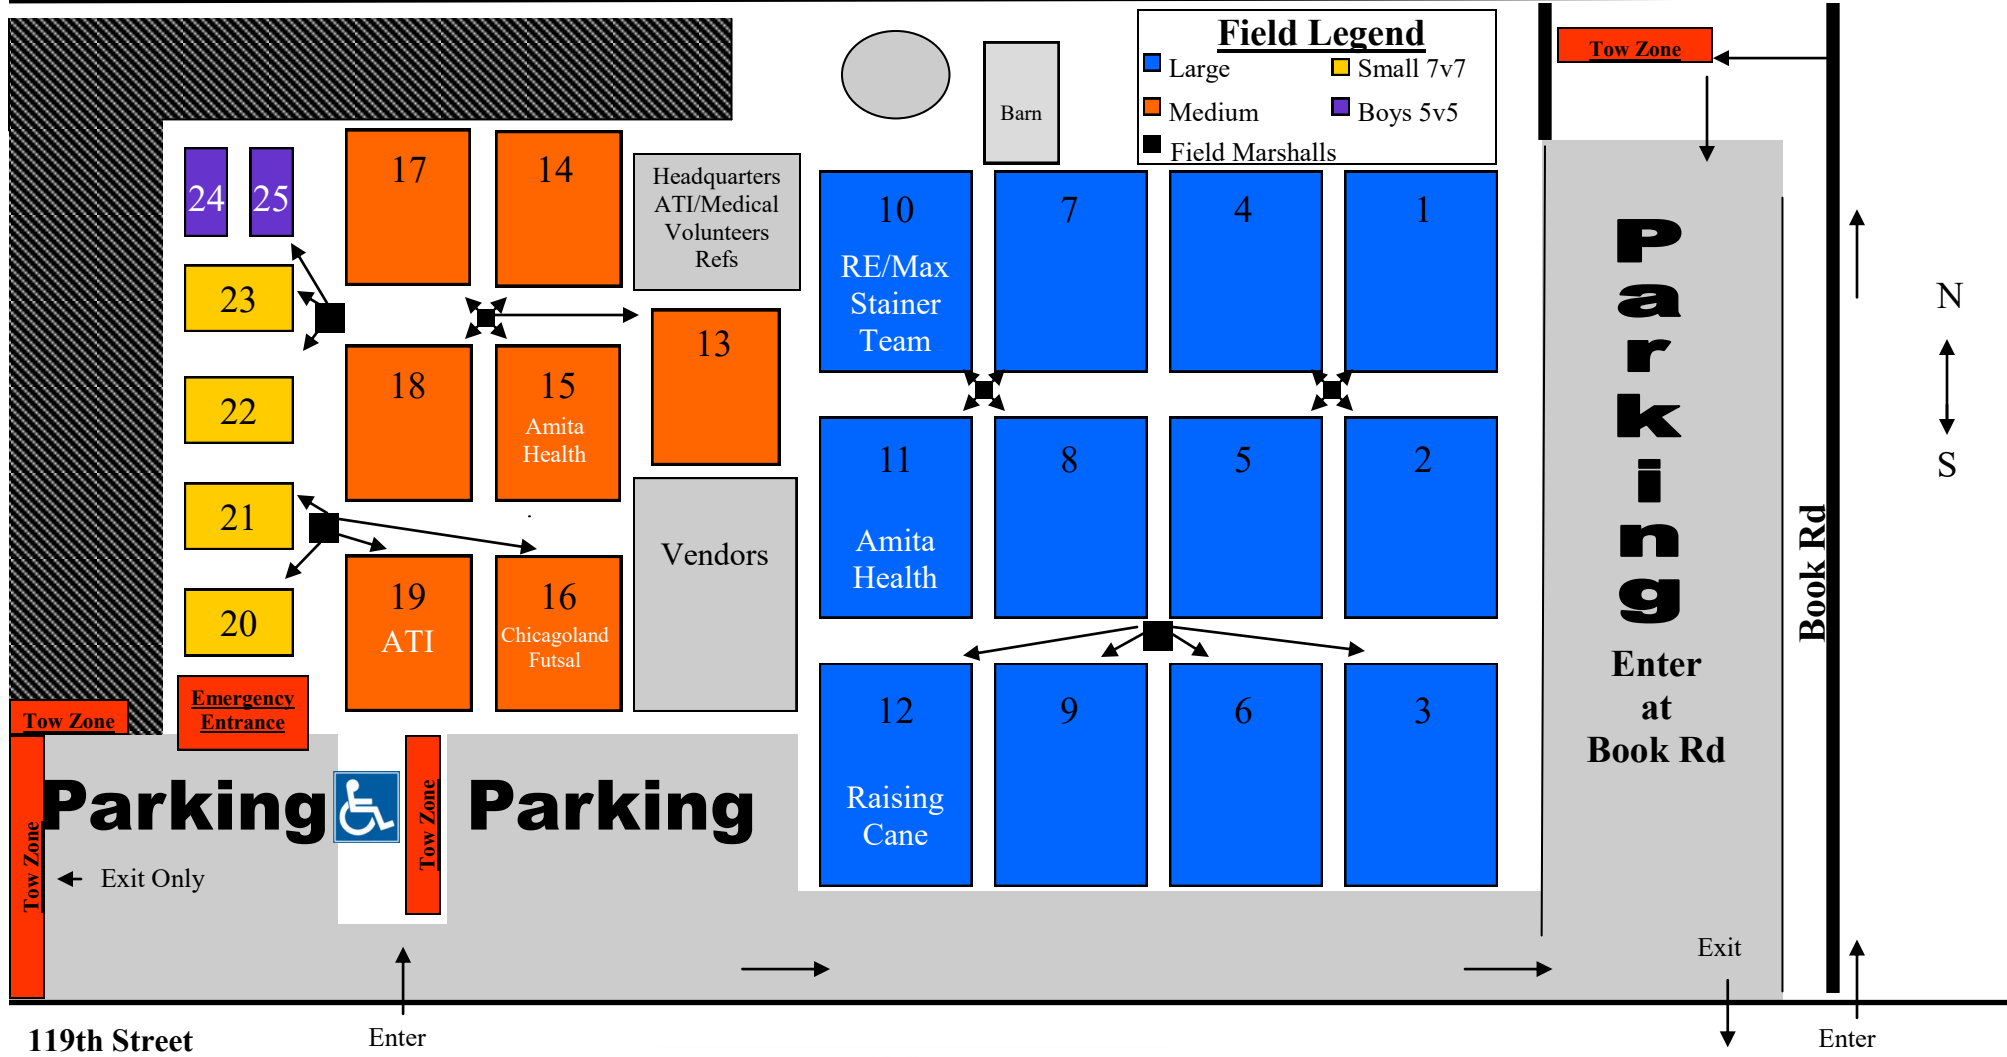 Field Legend
Large
Small 7v7
Medium
Boys 5v5
Field Marshalls
Tow Zone
Barn
24
25
17
14
Headquarters
ATI/Medical
Volunteers
Refs
10
RE/Max
Stainer
Team
7
4
1
23
13
18
15
Amita
Health
22
11
Amita
Health
8
5
2
21
Vendors
20
19
ATI
16
Chicagoland
Futsal
Emergency
Entrance
Tow Zone
12
Raising
Cane
9
6
3
Parking
Enter
at
Book Rd
Book Rd
N
S
Parking
Tow Zone
Parking
Tow Zone
Exit Only
Exit
119th Street
Enter
Enter